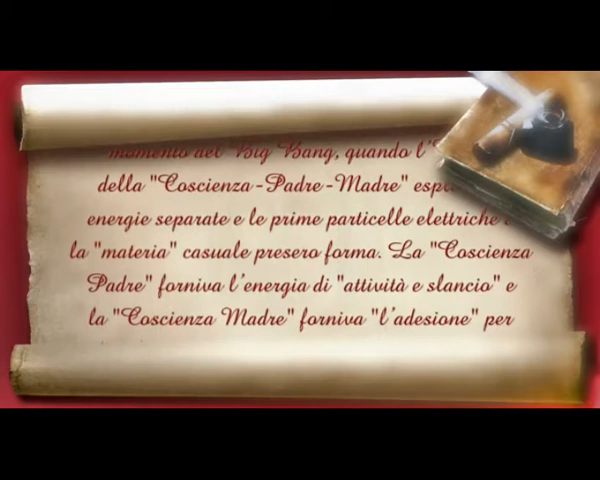 momento del Big Bang, quando l'
della "Coscienza-Padre-Madre"
energie separate e le prime particelle elettriche
la "materia" casuale presero forma. La "Coscienza
Padre" forniva l'energia di "attività e slancio" e
la "Coscienza Madre" forniva "l'adesione" per